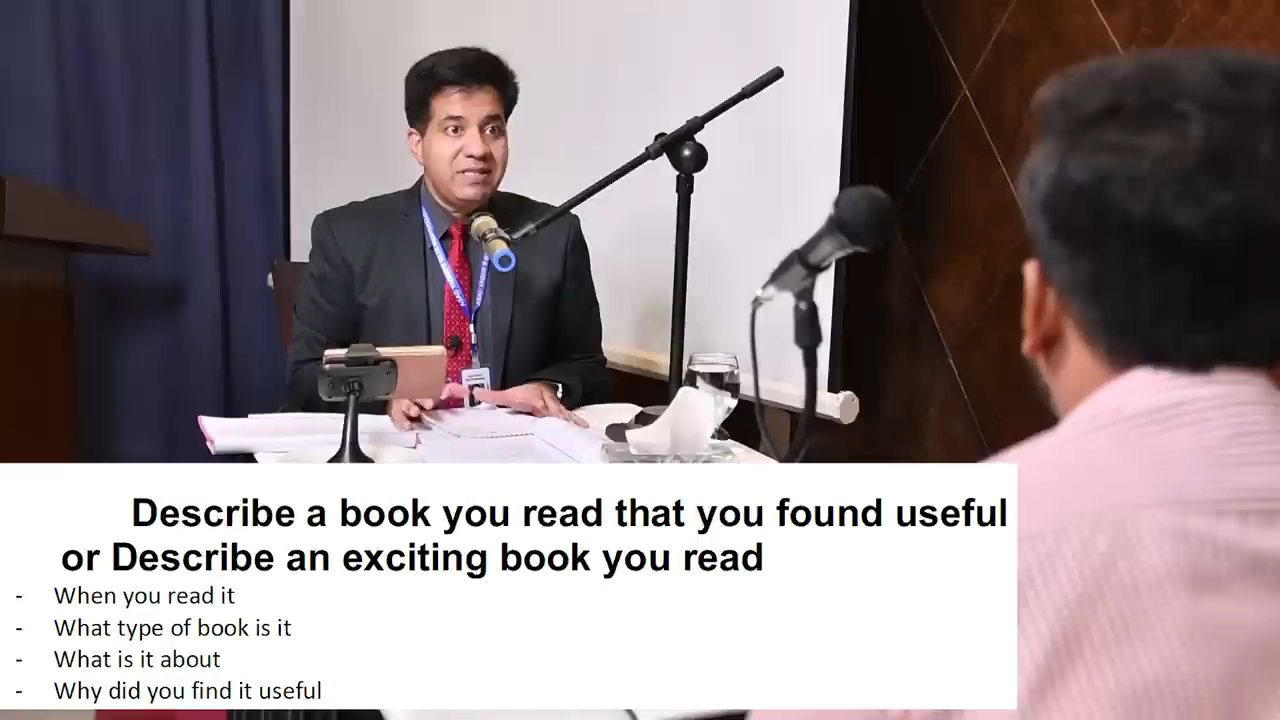 Describe a book you read that you found useful
or Describe an exciting book you read
- When you read it
- What type of book is it
- What is it about
- Why did you find it useful